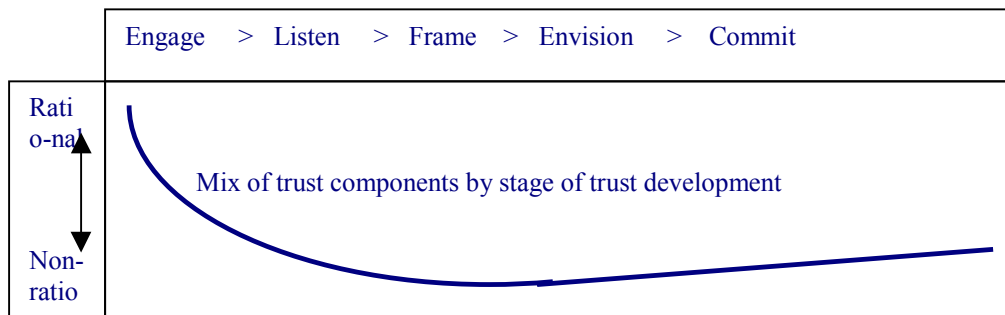 Engage > Listen > Frame > Envision > Commit
Rati
o-nal
Mix of trust components by stage of trust development
Non-
ratio